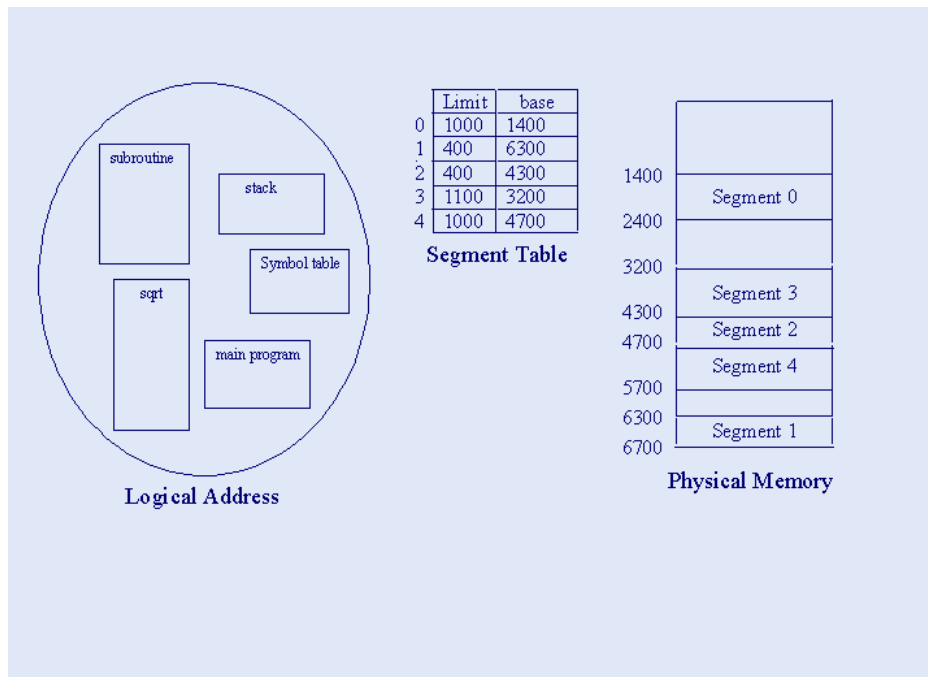 subroutine
stack
Symbol table
sqrt
main program
Logical Address
Limit base
0 1000 1400
1 400 6300
2 400 4300
3 1100 3200
4 1000 4700
Segment Table
1400
Segment 0
2400
3200
Segment 3
4300
Segment 2
4700
Segment 4
5700
6300
Segment 1
6700
Physical Memory